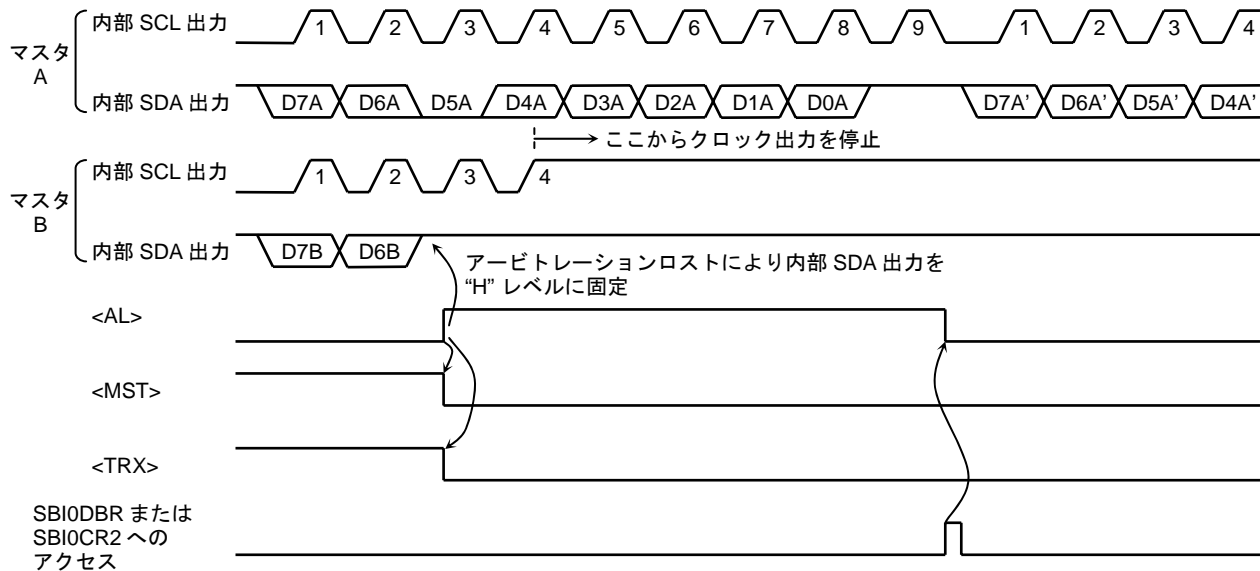 内部 SCL 出力 1 2 3 4 5 6 7 8 9 1 2 3 4
マスタ
A
内部 SDA 出力 D7A D6A D5A D4A D3A D2A D1A D0A D7A’ D6A’ D5A’ D4A’
ここからクロック出力を停止
内部 SCL 出力 1 2 3 4
マスタ
B
内部 SDA 出力 D7B D6B
アービトレーションロストにより内部 SDA 出力を
“H” レベルに固定
<AL>
<MST>
<TRX>
SBI0DBR または
SBI0CR2 への
アクセス